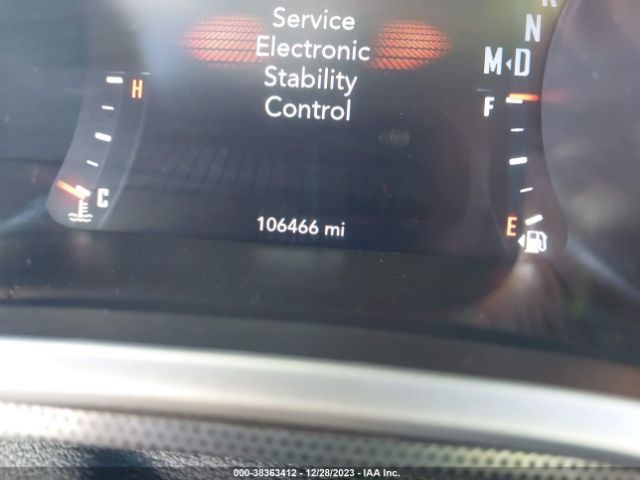 Service
Electronic
Stability
Control
R
N
M D
H
F
C
E
106466 mi
000-38363412 • 12/28/2023 • IAA Inc.